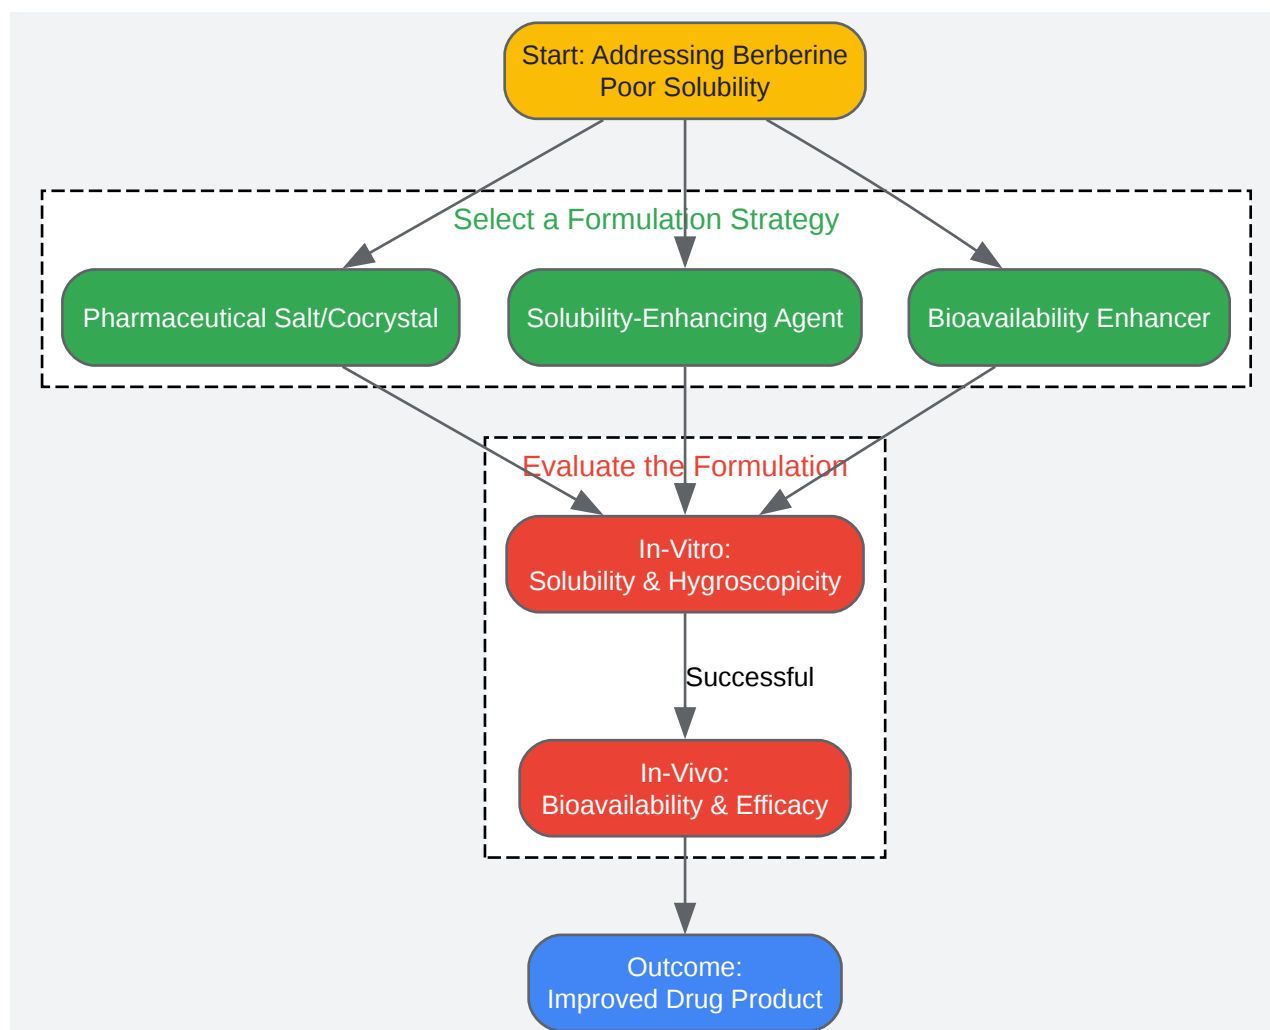 Start: Addressing Berberine
Poor Solubility
Select a Formulation Strategy
Pharmaceutical Salt/Cocrystal
Solubility-Enhancing Agent
Bioavailability Enhancer
Evaluate the Formulation
In-Vitro:
Solubility & Hygroscopicity
Successful
In-Vivo:
Bioavailability & Efficacy
Outcome:
Improved Drug Product